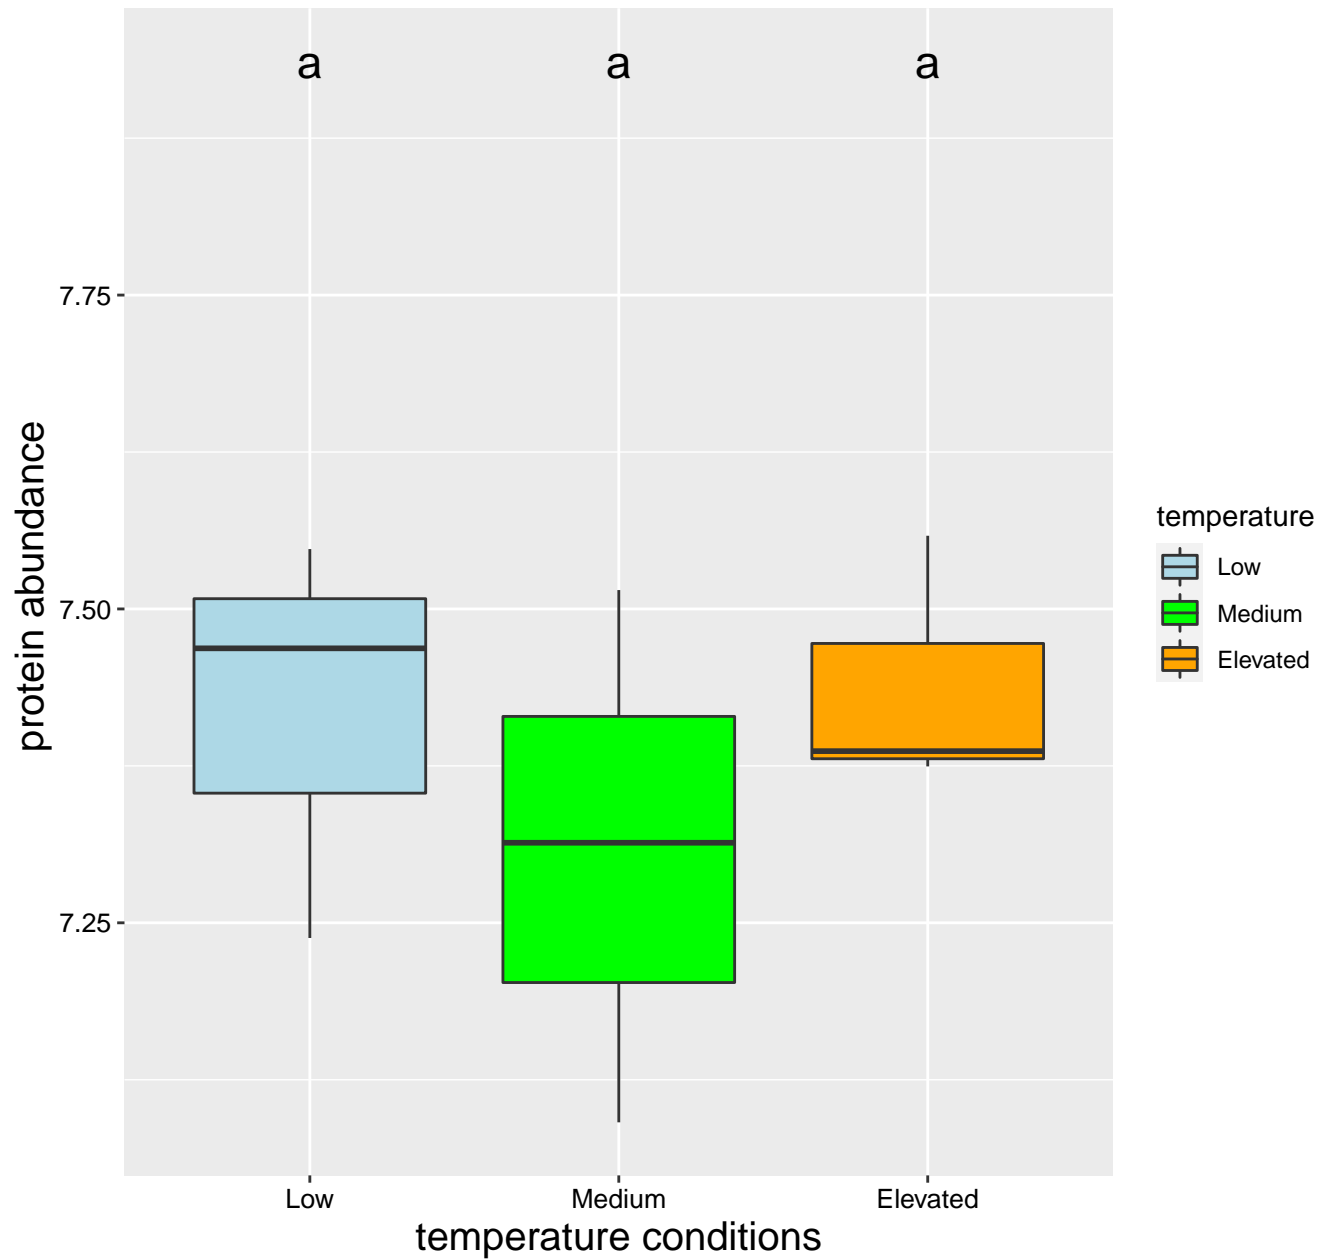 a a a
7.75
7.50
7.25
protein abundance
Low Medium Elevated
temperature conditions
temperature
Low
Medium
Elevated